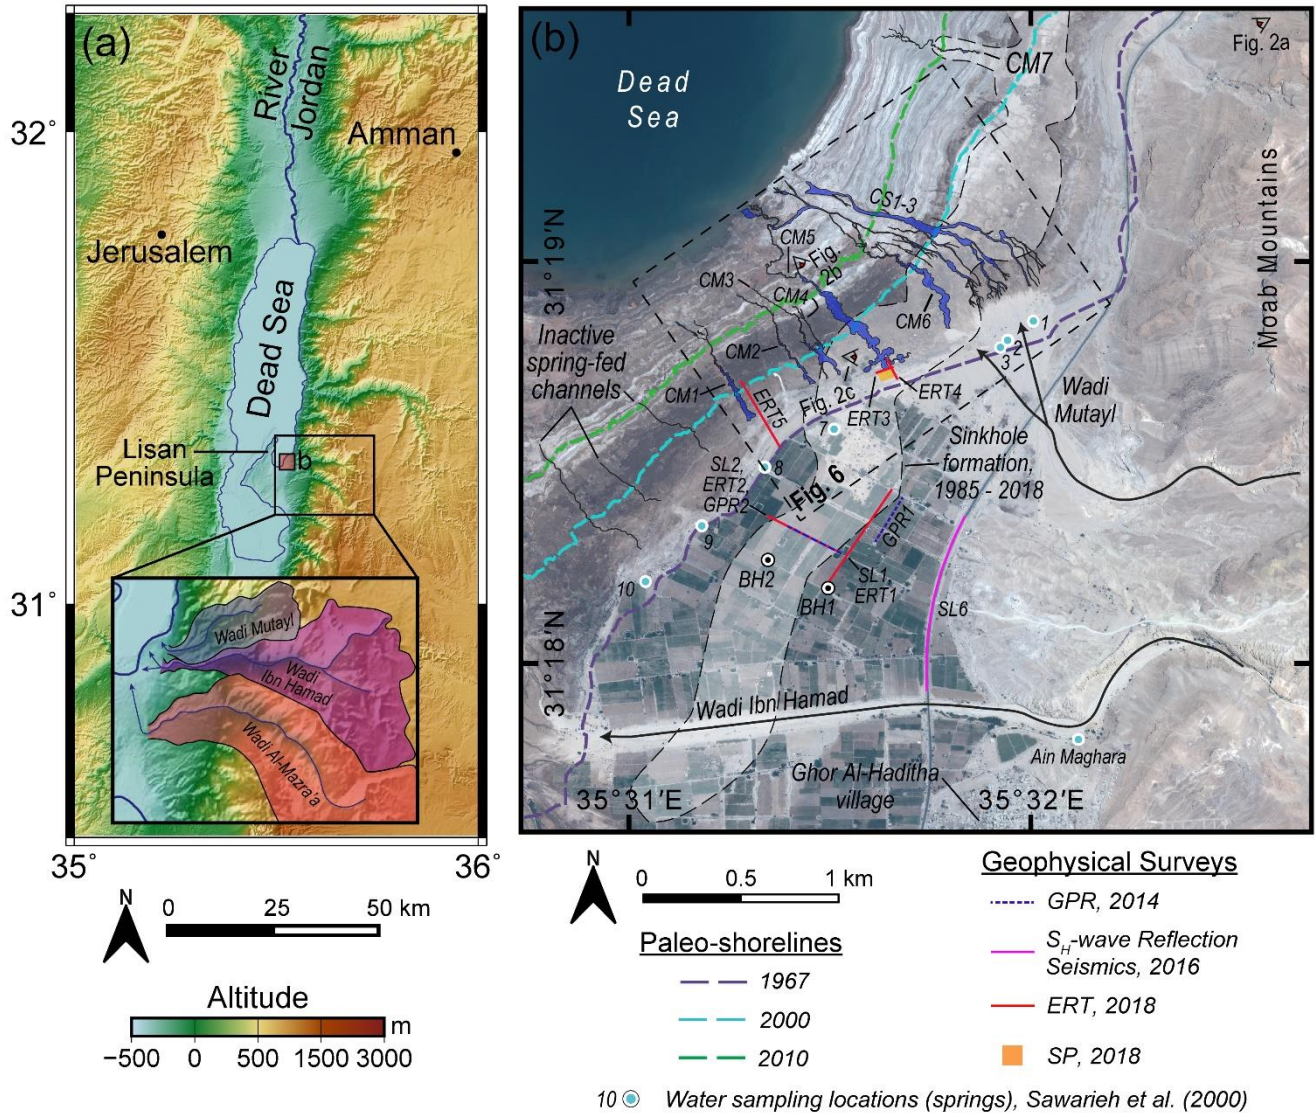 (a)
River
Jordan
Amman
32°
Jerusalem
Dead Sea
Lisan
Peninsula
b
31°
Wadi Mutayl
Wadi
Ibn Hamad
Wadi Al-Mazra'a
35°
36°
N
0 25 50 km
Altitude
m
−500 0 500 1500 3000
(b)
Fig. 2a
Dead
Sea
CM7
31°19′N
CS1-3
CM5
Fig.
2b
CM3
CM4
CM6
Moab Mountains
Inactive
spring-fed
channels
CM2
1
2
3
CM1
ERT5
Fig. 2c
ERT3
ERT4
Wadi
Mutayl
7
SL2,
ERT2,
GPR2
8
Fig. 6
Sinkhole
formation,
1985 - 2018
GPR1
9
BH2
SL1,
ERT1
10
BH1
SL6
31°18′N
Wadi Ibn Hamad
Ain Maghara
Ghor Al-Haditha
village
35°31′E
35°32′E
N
0 0.5 1 km
Paleo-shorelines
1967
2000
2010
Geophysical Surveys
GPR, 2014
SH-wave Reflection
Seismics, 2016
ERT, 2018
SP, 2018
10 Water sampling locations (springs), Sawarieh et al. (2000)